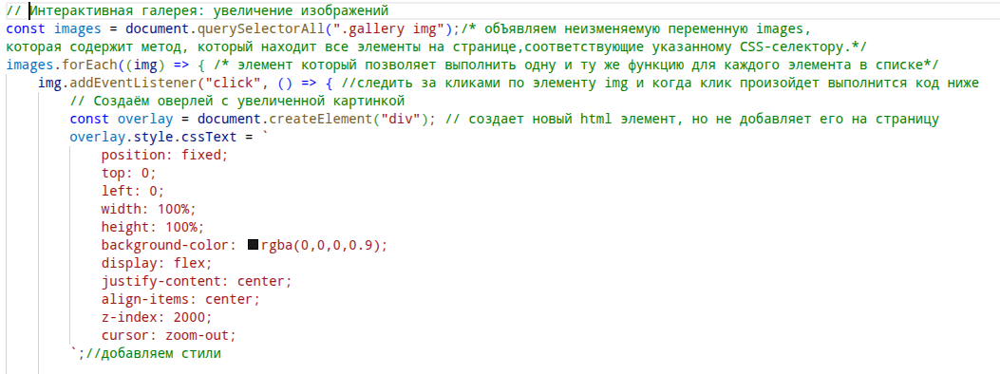 // Интерактивная галерея: увеличение изображений
const images = document.querySelectorAll(".gallery img");/* объявляем неизменяемую переменную images,
которая содержит метод, который находит все элементы на странице,соответствующие указанному CSS-селектору.*/
images.forEach((img) => { /* элемент который позволяет выполнить одну и ту же функцию для каждого элемента в списке*/
    img.addEventListener("click", () => { //следить за кликами по элементу img и когда клик произойдет выполнится код ниже
        // Создаём оверлей с увеличенной картинкой
        const overlay = document.createElement("div"); // создает новый html элемент, но не добавляет его на страницу
        overlay.style.cssText = `
            position: fixed;
            top: 0;
            left: 0;
            width: 100%;
            height: 100%;
            background-color: rgba(0,0,0,0.9);
            display: flex;
            justify-content: center;
            align-items: center;
            z-index: 2000;
            cursor: zoom-out;
        `;//добавляем стили